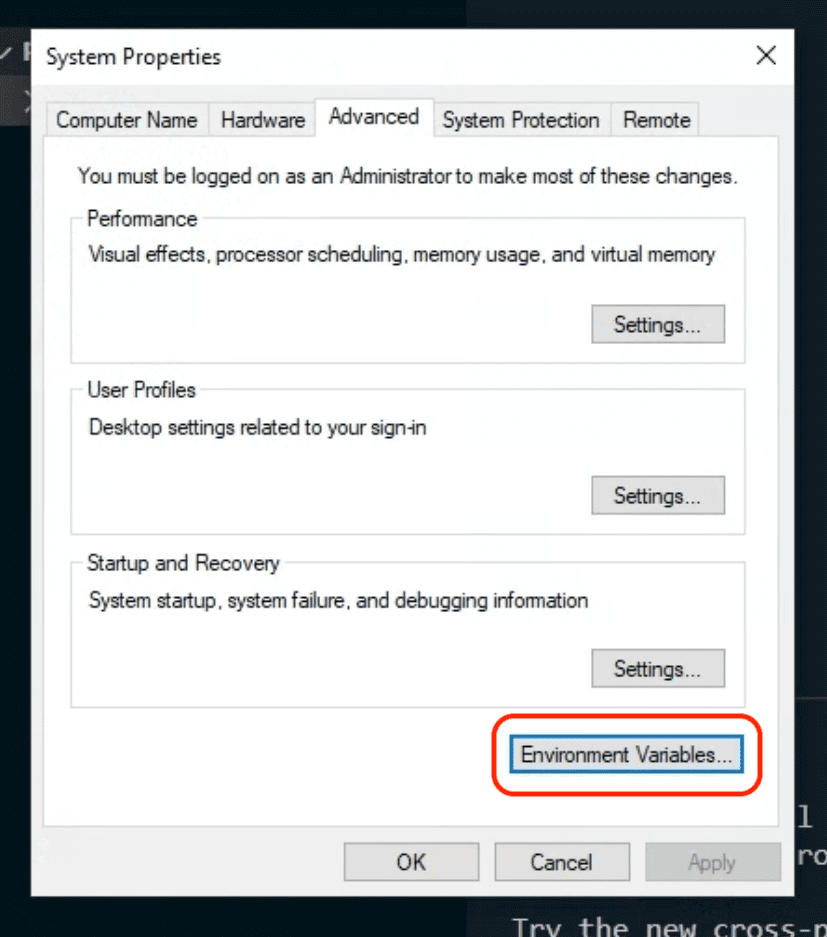 System Properties
Computer Name Hardware Advanced System Protection Remote
You must be logged on as an Administrator to make most of these changes.
Performance
Visual effects, processor scheduling, memory usage, and virtual memory
Settings...
User Profiles
Desktop settings related to your sign-in
Settings...
Startup and Recovery
System startup, system failure, and debugging information
Settings...
Environment Variables...
OK Cancel Apply
Try the new cross-p